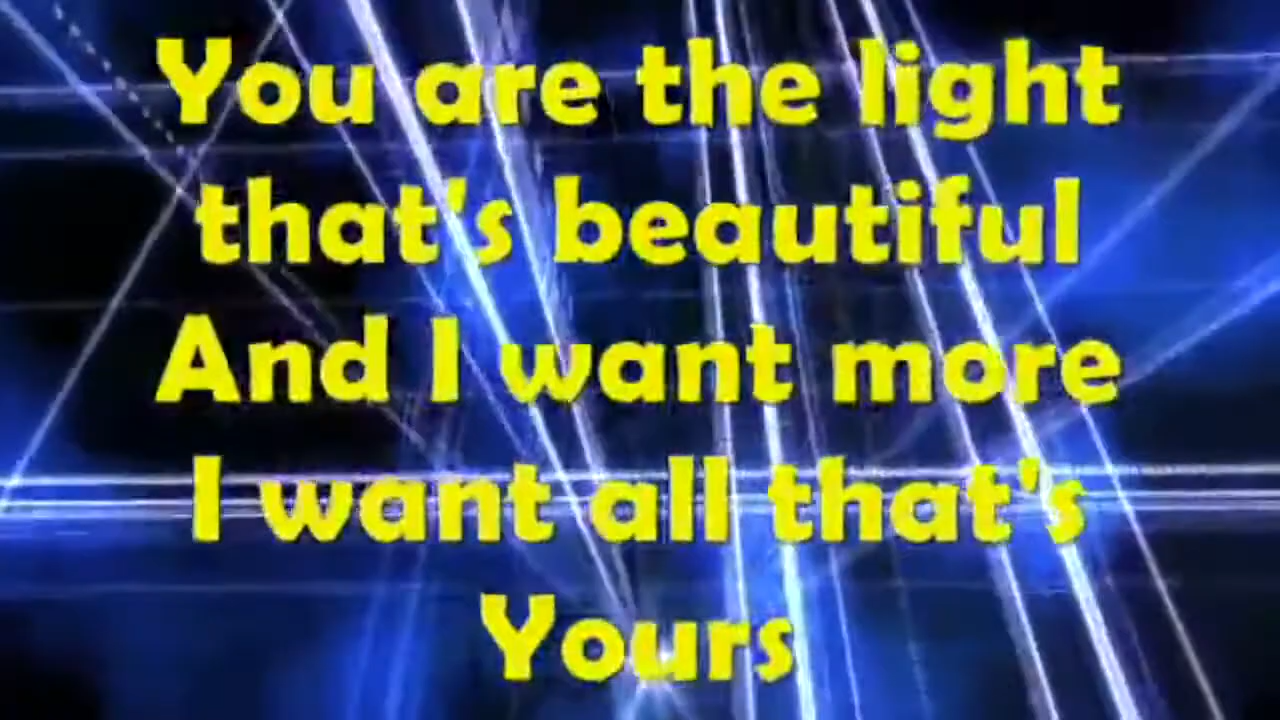 You are the light
that's beautiful
And I want more
I want all that's
Yours